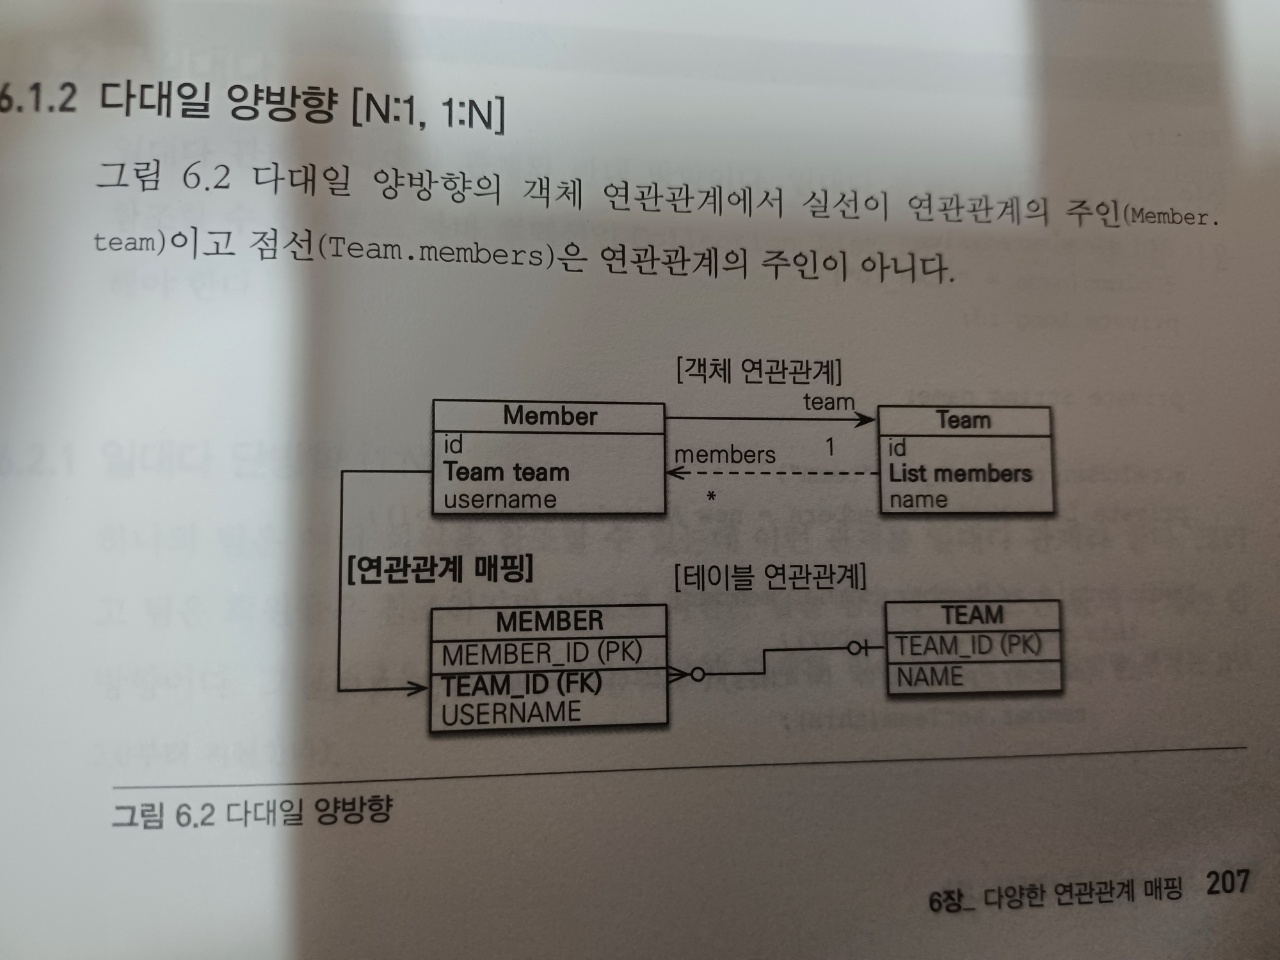 6.1.2 다대일 양방향 [N:1, 1:N]
그림 6.2 다대일 양방향의 객체 연관관계에서 실선이 연관관계의 주인(Member.
team)이고 점선(Team.members)은 연관관계의 주인이 아니다.
[객체 연관관계]
Member
id
Team team
username
team
1
members
*
Team
id
List members
name
[연관관계 매핑]
[테이블 연관관계]
MEMBER
MEMBER_ID (PK)
TEAM_ID (FK)
USERNAME
TEAM
TEAM_ID (PK)
NAME
그림 6.2 다대일 양방향
6장_ 다양한 연관관계 매핑 207